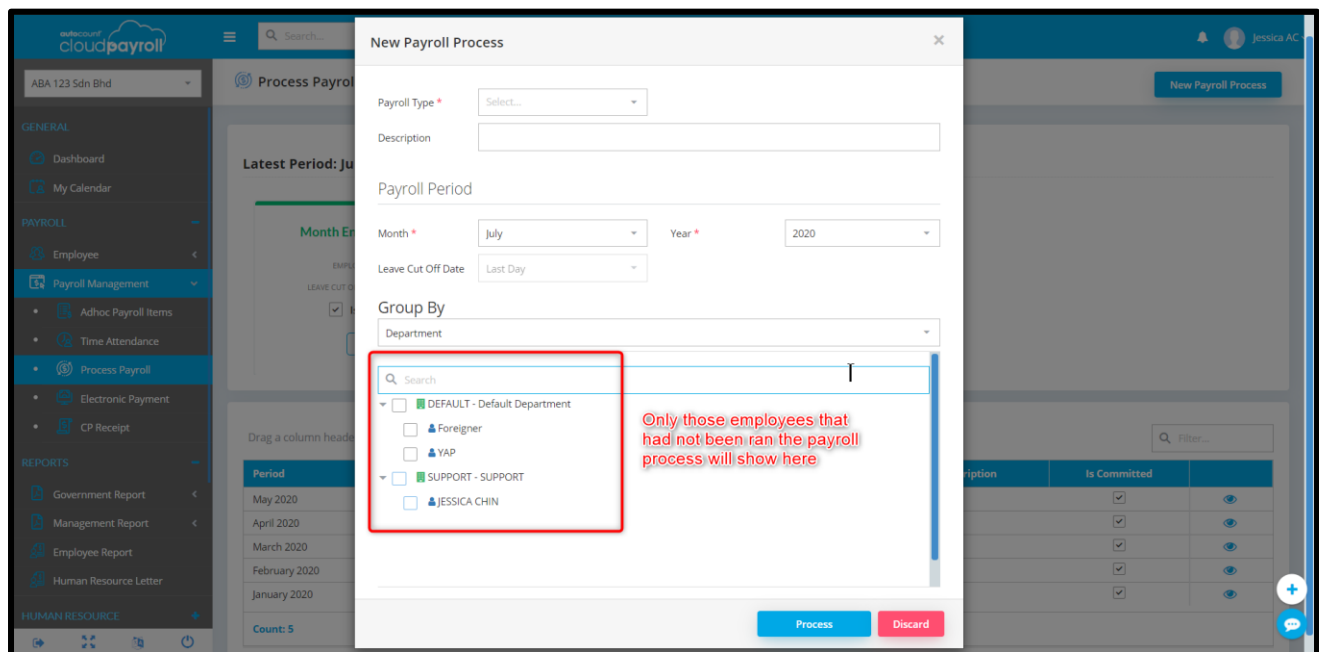 autocount
cloudpayroll
Search...
Jessica AC
ABA 123 Sdn Bhd
Process Payrol
New Payroll Process
GENERAL
Dashboard
My Calendar
PAYROLL
Employee
Payroll Management
Adhoc Payroll Items
Time Attendance
Process Payroll
Electronic Payment
CP Receipt
REPORTS
Government Report
Management Report
Employee Report
Human Resource Letter
HUMAN RESOURCE
Latest Period: Ju
Month En
EMPL
LEAVE CUT O
New Payroll Process
Payroll Type *
Select...
Description
Payroll Period
Month *
July
Year *
2020
Leave Cut Off Date
Last Day
Group By
Department
Search
DEFAULT - Default Department
Foreigner
YAP
SUPPORT - SUPPORT
JESSICA CHIN
Only those employees that
had not been ran the payroll
process will show here
Process
Discard
Drag a column heade
Filter...
Period
ription
Is Committed
May 2020
April 2020
March 2020
February 2020
January 2020
Count: 5